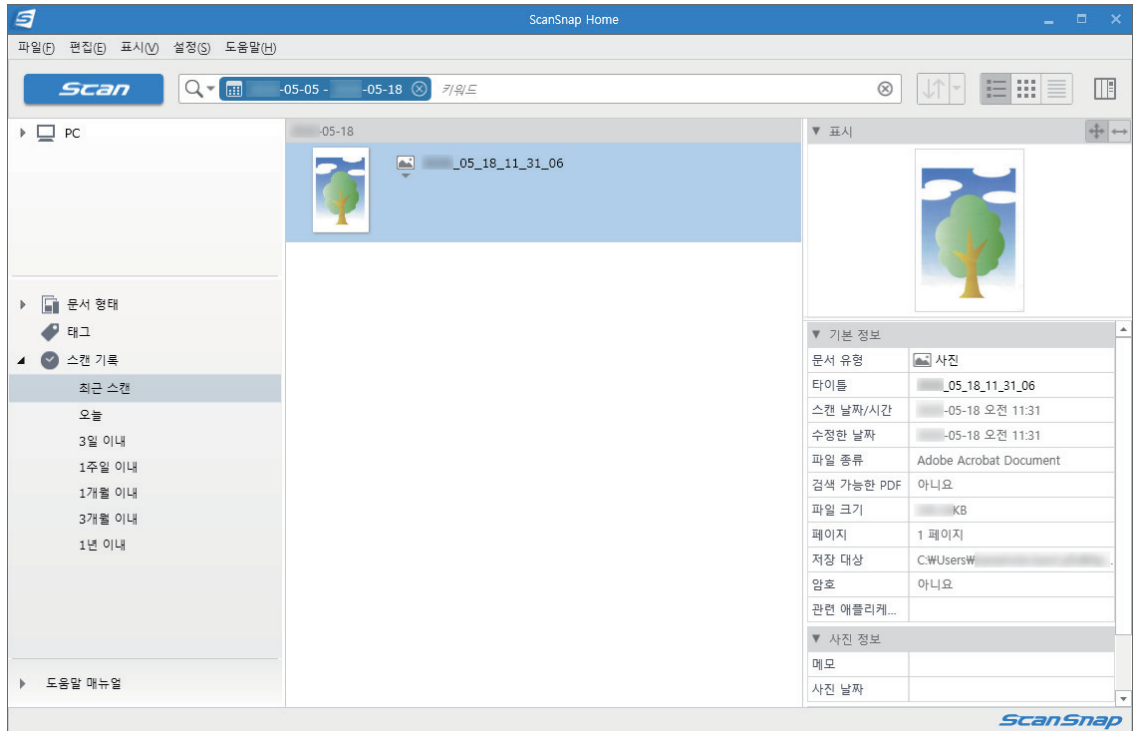 ScanSnap Home
파일(F) 편집(E) 표시(V) 설정(S) 도움말(H)
Scan
-05-05 - -05-18 키워드
PC
문서 형태
태그
스캔 기록
최근 스캔
오늘
3일 이내
1주일 이내
1개월 이내
3개월 이내
1년 이내
도움말 매뉴얼
-05-18
_05_18_11_31_06
표시
기본 정보
문서 유형 사진
타이틀 _05_18_11_31_06
스캔 날짜/시간 -05-18 오전 11:31
수정한 날짜 -05-18 오전 11:31
파일 종류 Adobe Acrobat Document
검색 가능한 PDF 아니요
파일 크기 KB
페이지 1 페이지
저장 대상 C:₩Users₩ .
암호 아니요
관련 애플리케...
사진 정보
메모
사진 날짜
ScanSnap